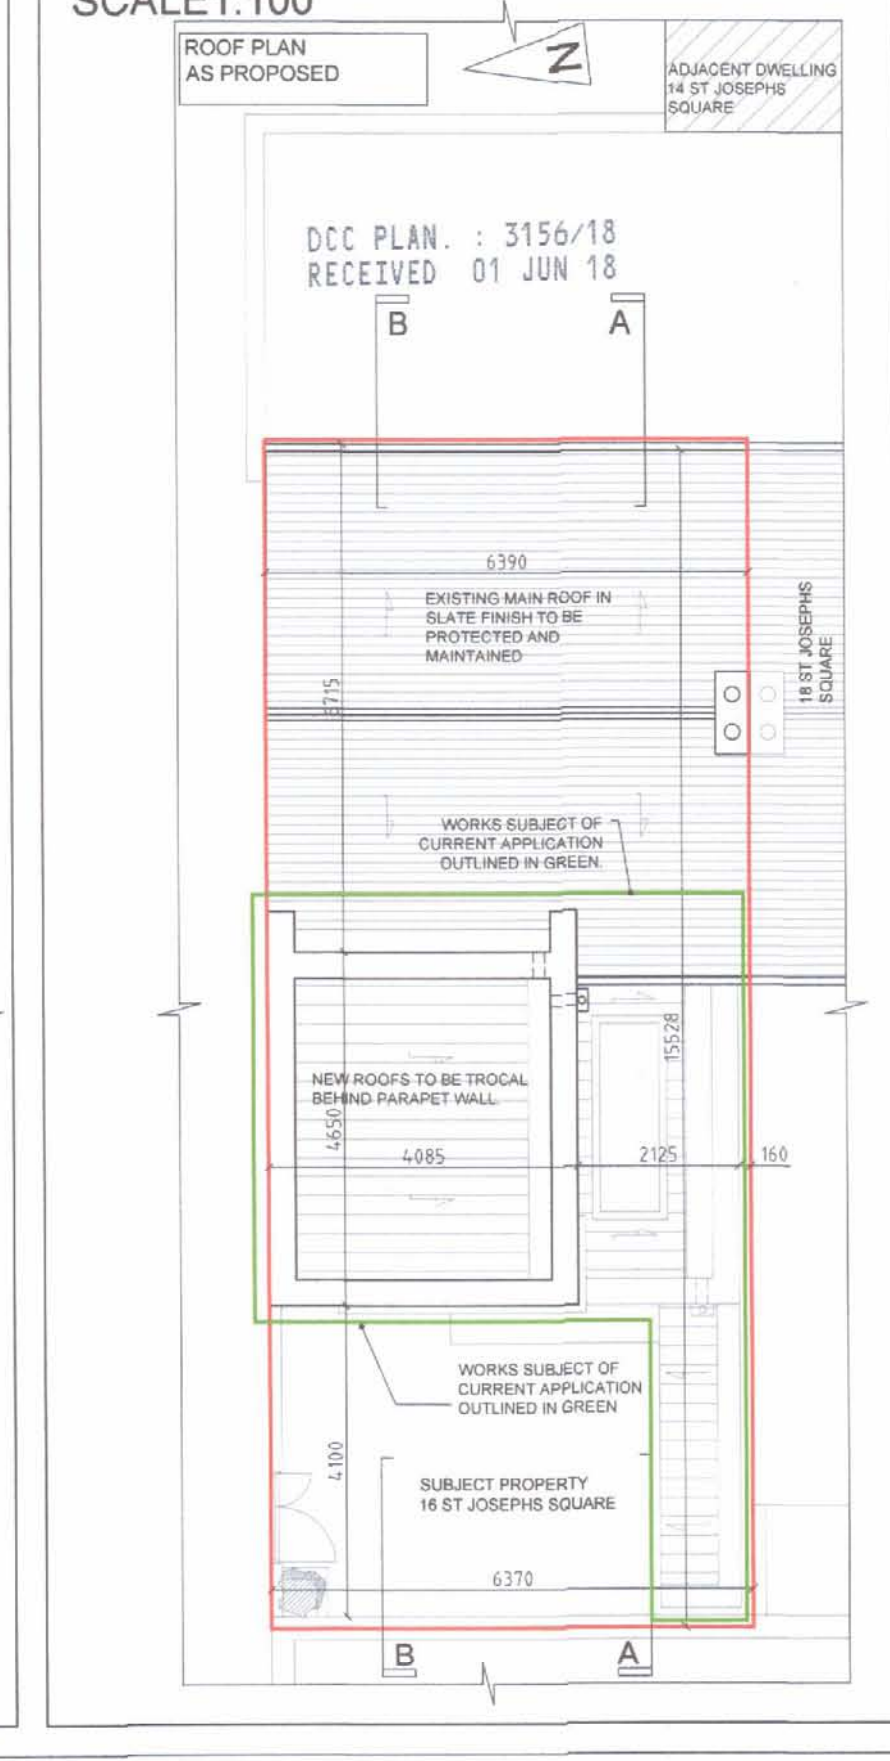 SCALE1:100
ROOF PLAN
AS PROPOSED
N
ADJACENT DWELLING
14 ST JOSEPHS
SQUARE
DCC PLAN. : 3156/18
RECEIVED 01 JUN 18
B
A
6390
EXISTING MAIN ROOF IN
SLATE FINISH TO BE
PROTECTED AND
MAINTAINED
18 ST JOSEPHS
SQUARE
WORKS SUBJECT OF
CURRENT APPLICATION
OUTLINED IN GREEN.
NEW ROOFS TO BE TROCAL
BEHIND PARAPET WALL
15528
4650
4085
2125
160
WORKS SUBJECT OF
CURRENT APPLICATION
OUTLINED IN GREEN
4100
SUBJECT PROPERTY
16 ST JOSEPHS SQUARE
6370
B
A